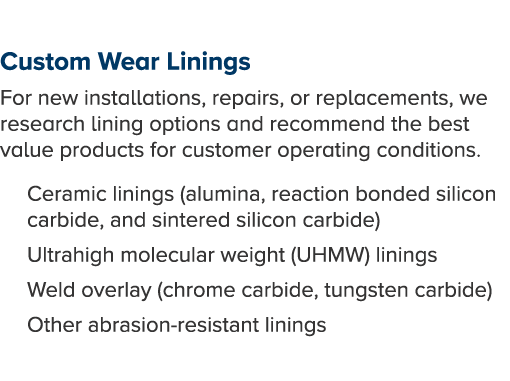 Custom Wear Linings
For new installations, repairs, or replacements, we
research lining options and recommend the best
value products for customer operating conditions.
Ceramic linings (alumina, reaction bonded silicon
carbide, and sintered silicon carbide)
Ultrahigh molecular weight (UHMW) linings
Weld overlay (chrome carbide, tungsten carbide)
Other abrasion-resistant linings